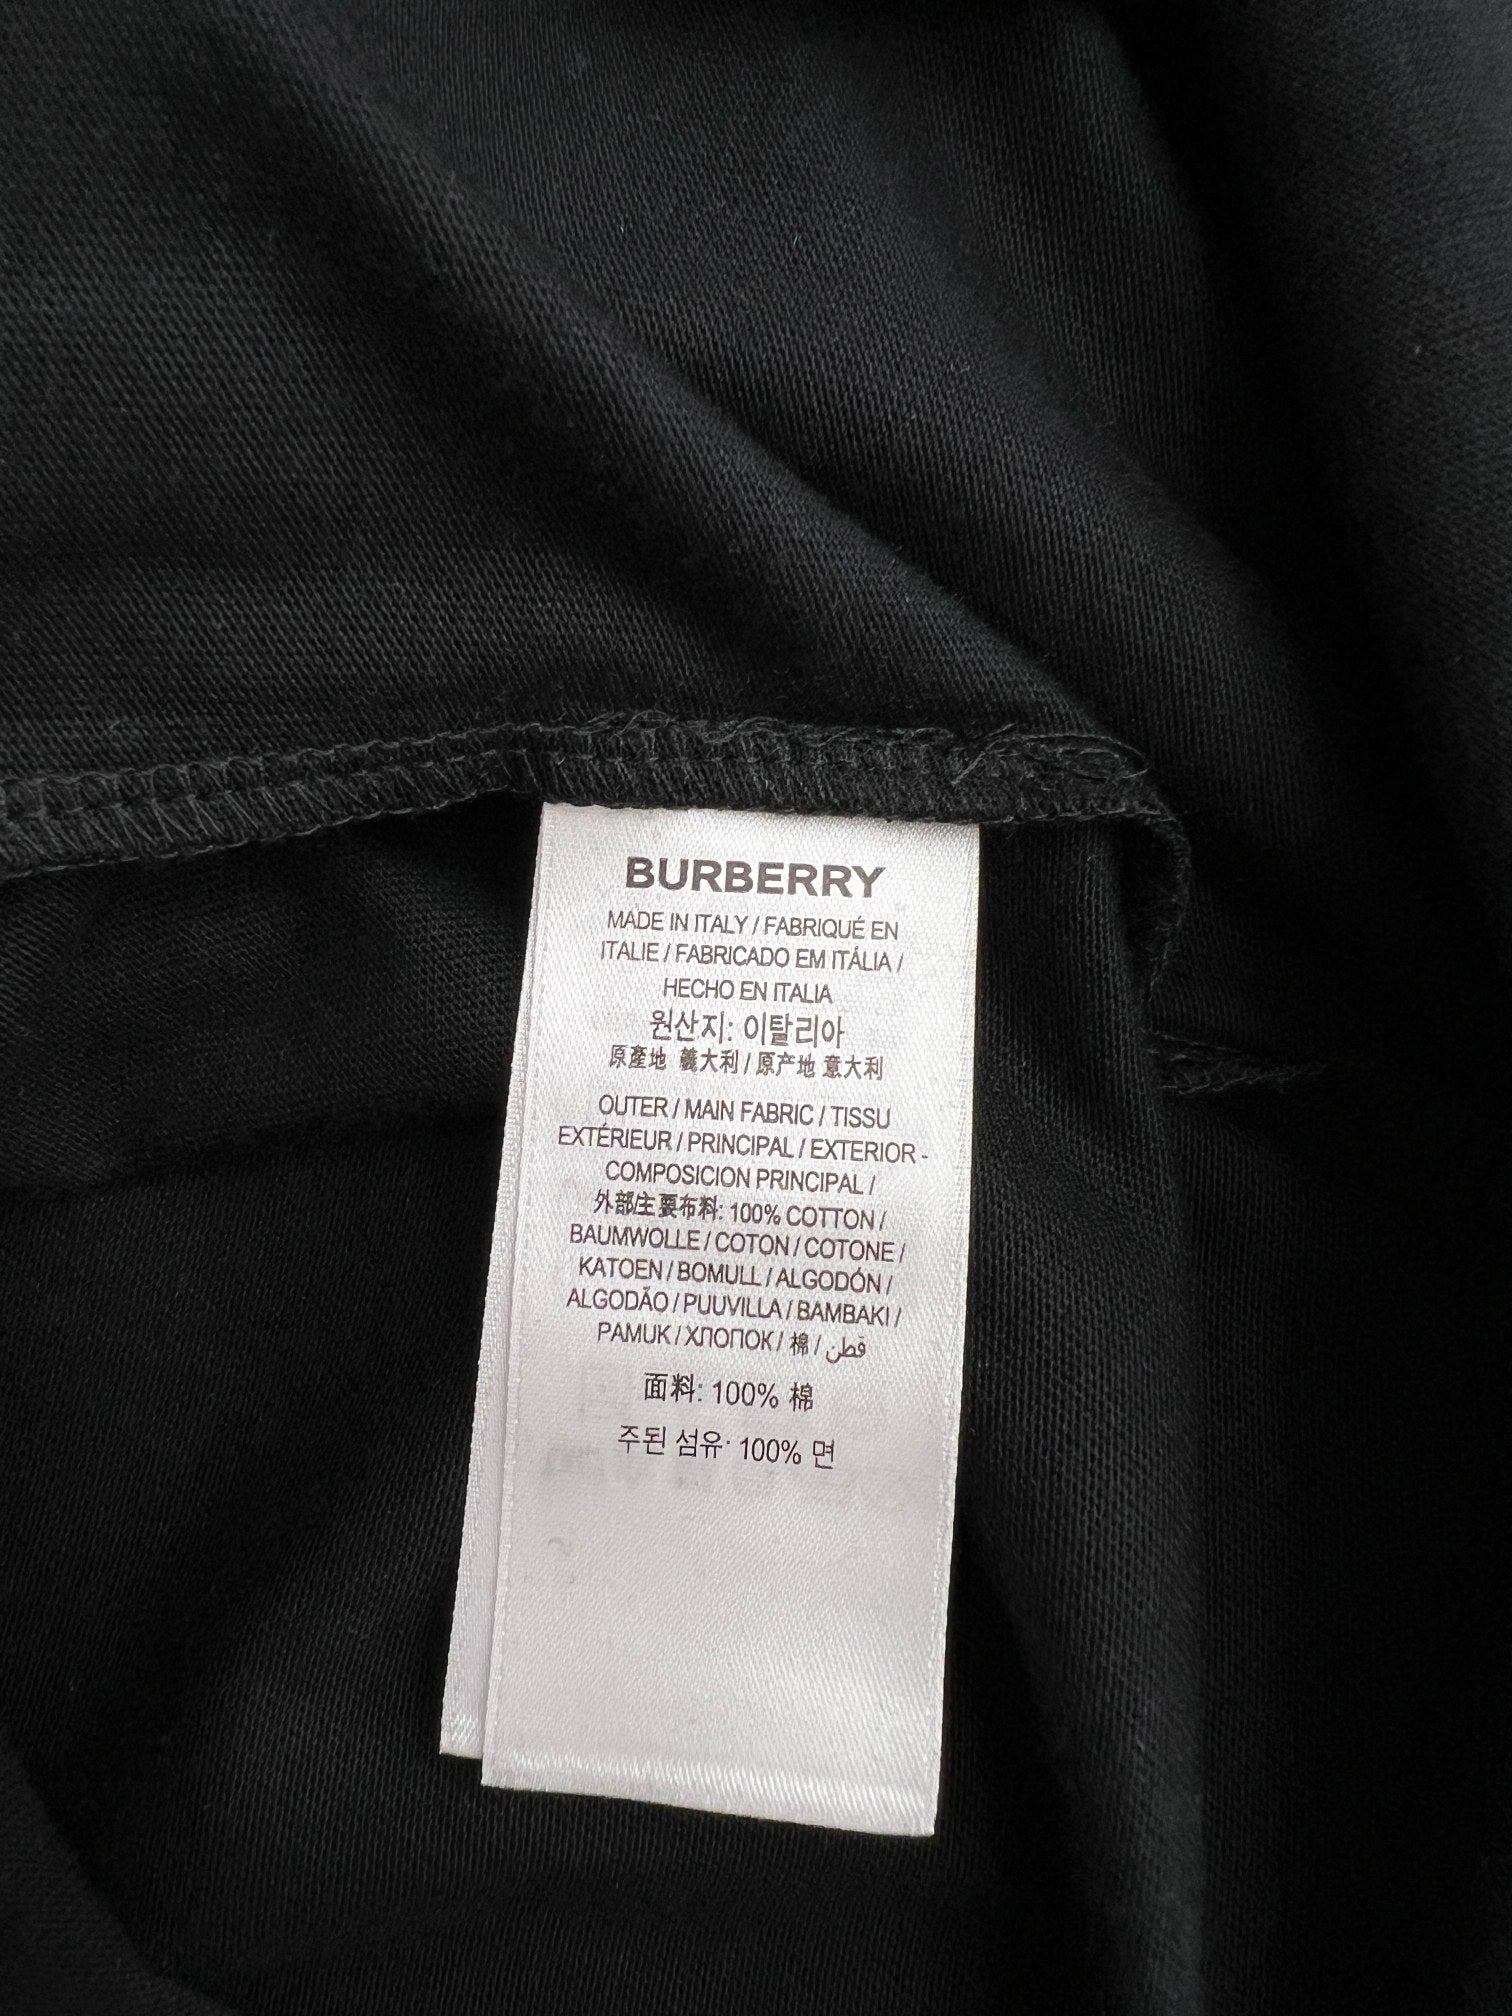 BURBERRY
MADE IN ITALY / FABRIQUÉ EN
ITALIE / FABRICADO EM ITÁLIA /
HECHO EN ITALIA
원산지: 이탈리아
原產地 義大利 / 原产地 意大利
OUTER / MAIN FABRIC / TISSU
EXTÉRIEUR / PRINCIPAL / EXTERIOR -
COMPOSICION PRINCIPAL /
外部主要布料: 100% COTTON /
BAUMWOLLE / COTON / COTONE /
KATOEN / BOMULL / ALGODÓN /
ALGODÃO / PUUVILLA / BAMBAKI /
PAMUK / ХЛОПОК / 棉 / قطن
面料: 100% 棉
주된 섬유: 100% 면